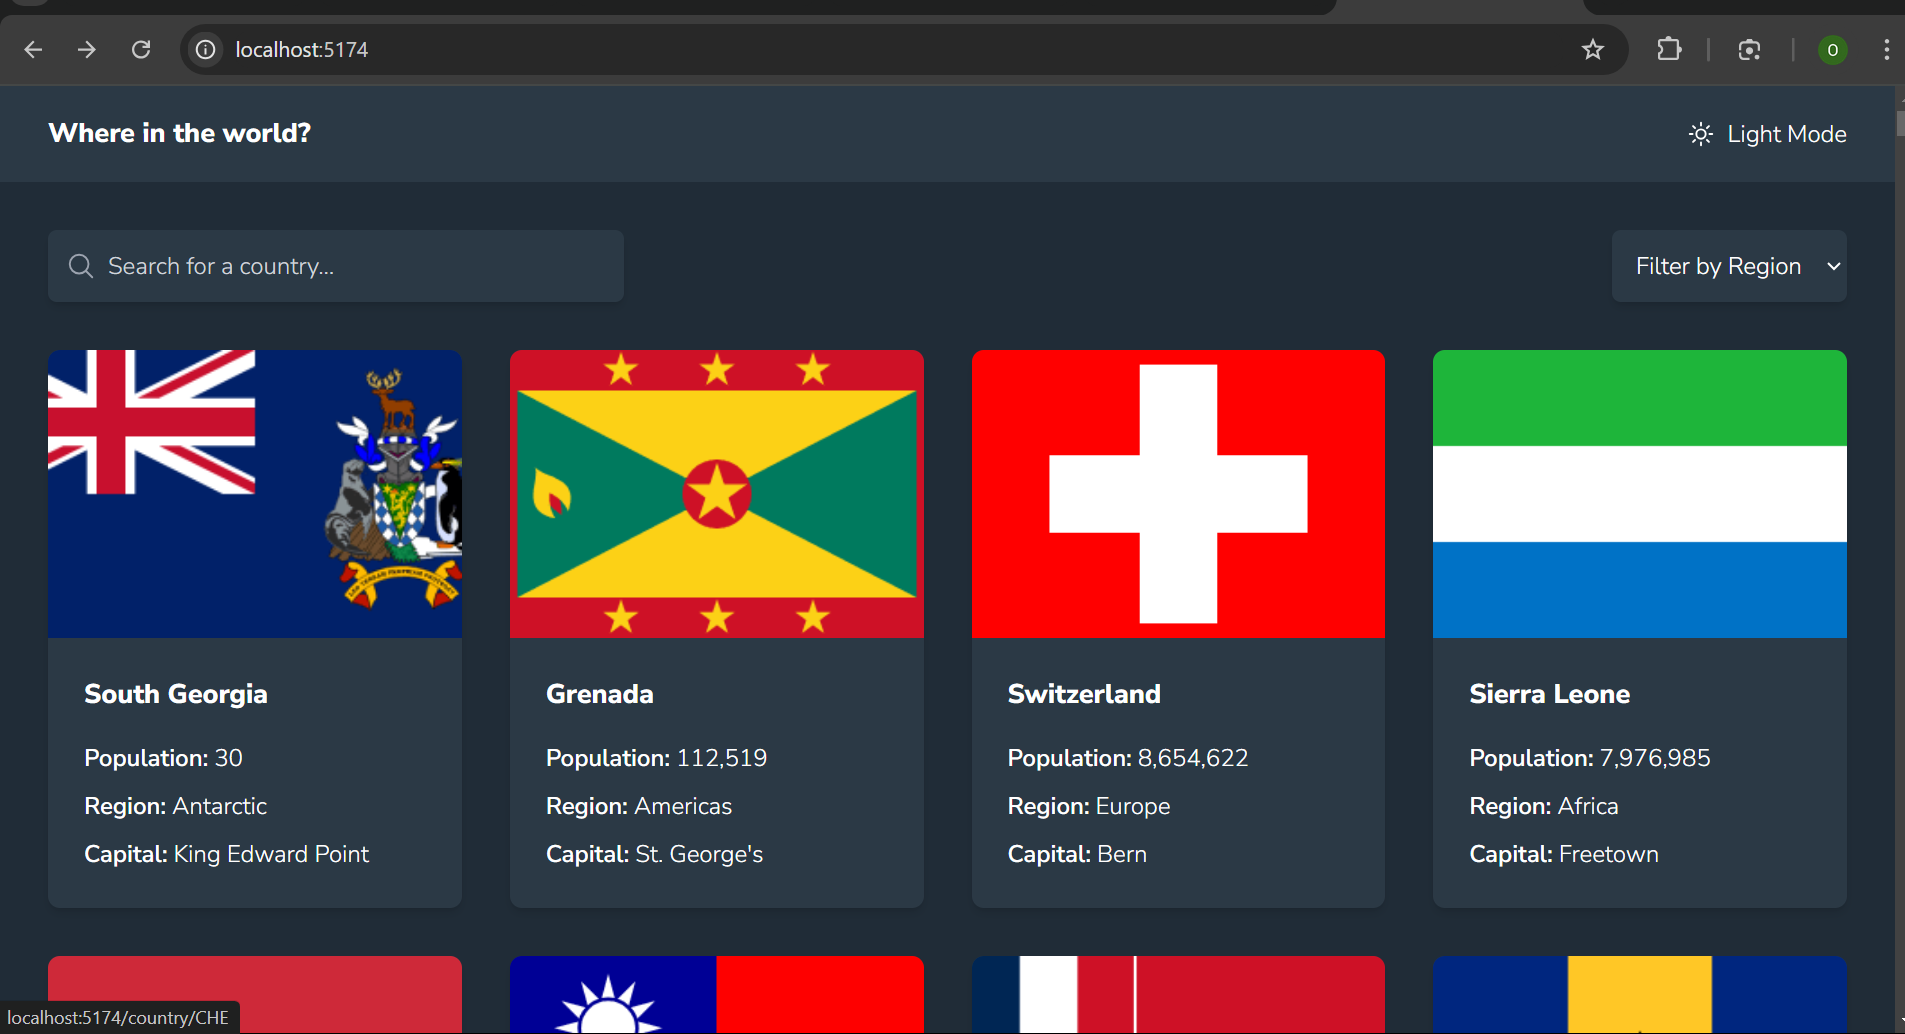 localhost:5174
O
Where in the world?
Light Mode
Search for a country...
Filter by Region
South Georgia
Population: 30
Region: Antarctic
Capital: King Edward Point
Grenada
Population: 112,519
Region: Americas
Capital: St. George's
Switzerland
Population: 8,654,622
Region: Europe
Capital: Bern
Sierra Leone
Population: 7,976,985
Region: Africa
Capital: Freetown
localhost:5174/country/CHE